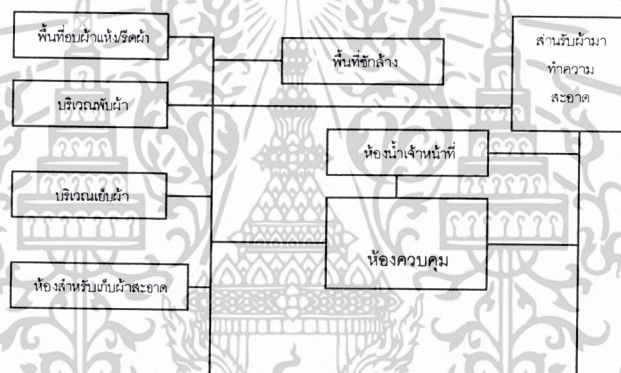 พื้นที่อบผ้าแห้ง/รีดผ้า
พื้นที่ซักล้าง
ส่านรับผ้ามา
ทำความ
สะอาด
บริเวณพับผ้า
ห้องน้ำเจ้าหน้าที่
บริเวณเย็บผ้า
ห้องควบคุม
ห้องสำหรับเก็บผ้าสะอาด